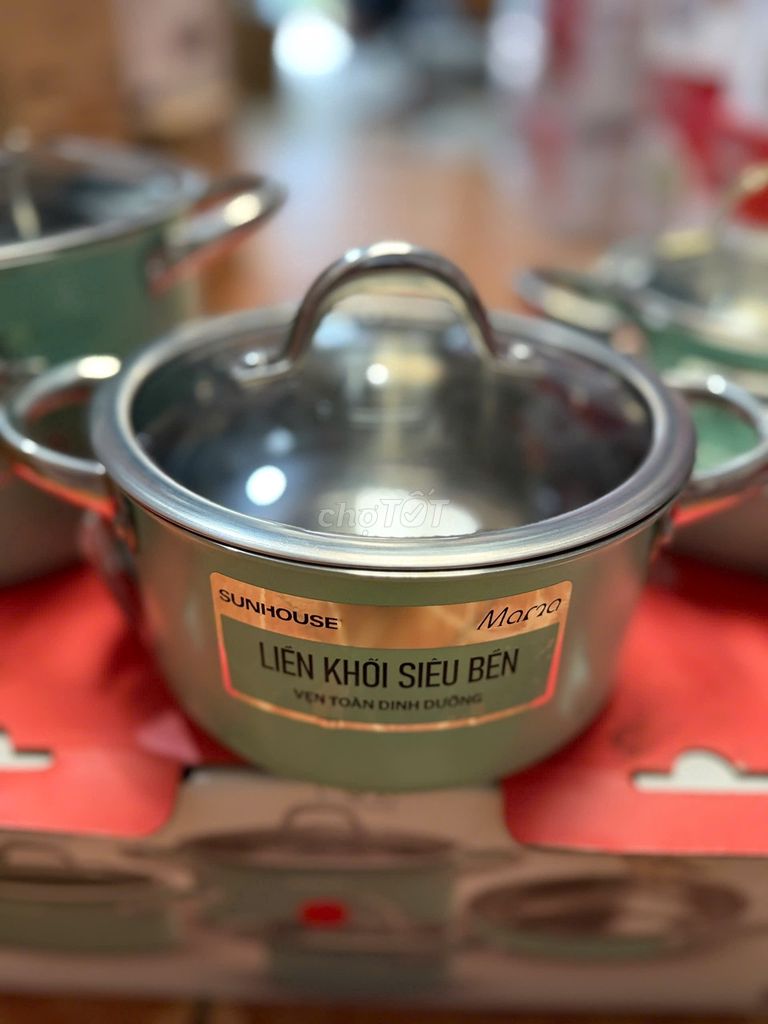 chợTỐT
SUNHOUSE Mama
LIỀN KHỐI SIÊU BỀN
VẸN TOÀN DINH DƯỠNG